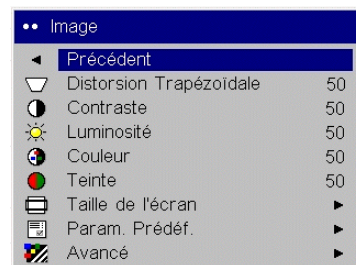 Image
Précédent
Distorsion Trapézoïdale 50
Contraste 50
Luminosité 50
Couleur 50
Teinte 50
Taille de l'écran
Param. Prédéf.
Avancé